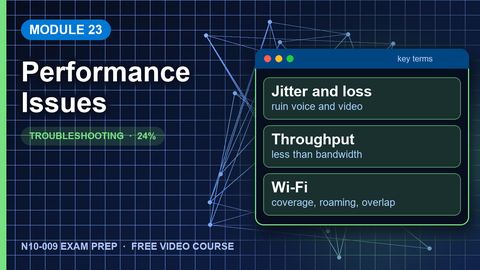 MODULE 23
Performance
Issues
TROUBLESHOOTING · 24%
key terms
Jitter and loss
ruin voice and video
Throughput
less than bandwidth
Wi-Fi
coverage, roaming, overlap
N10-009 EXAM PREP · FREE VIDEO COURSE